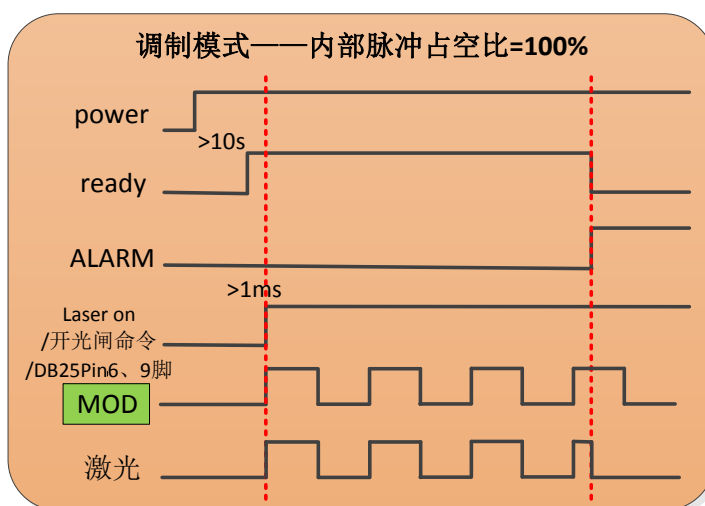 调制模式——内部脉冲占空比=100%
power
>10s
ready
ALARM
>1ms
Laser on
/开光闸命令
/DB25Pin6、9脚
MOD
激光